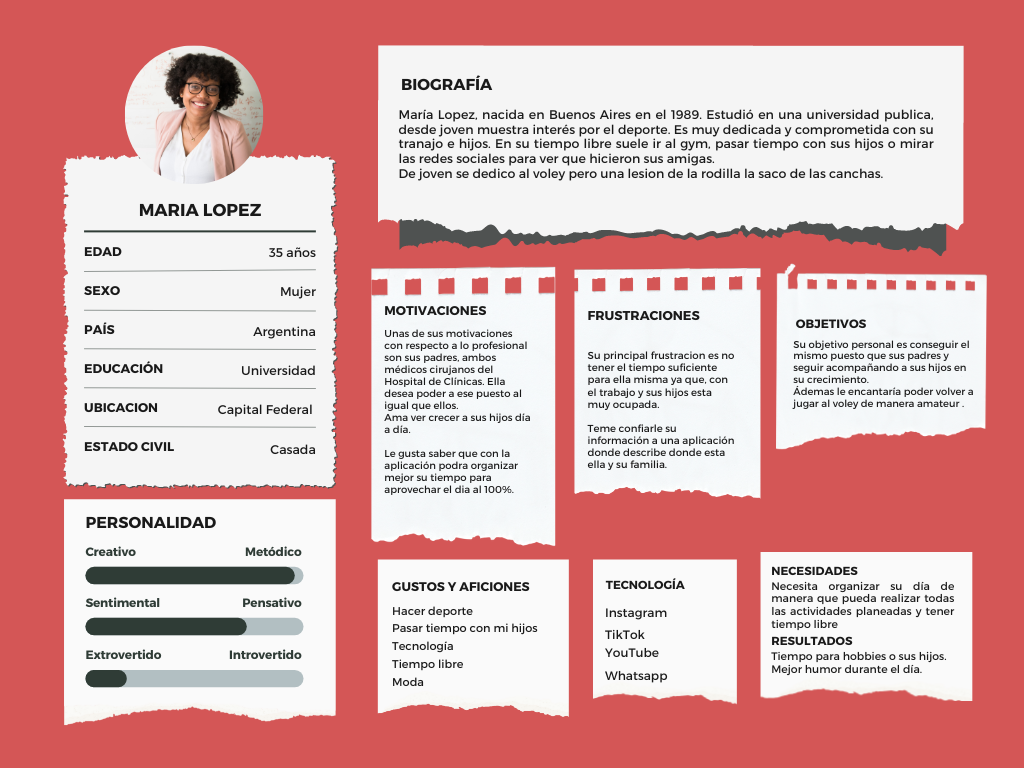 MARIA LOPEZ
EDAD 35 años
SEXO Mujer
PAÍS Argentina
EDUCACIÓN Universidad
UBICACION Capital Federal
ESTADO CIVIL Casada
PERSONALIDAD
Creativo Metódico
Sentimental Pensativo
Extrovertido Introvertido
BIOGRAFÍA
María Lopez, nacida en Buenos Aires en el 1989. Estudió en una universidad publica,
desde joven muestra interés por el deporte. Es muy dedicada y comprometida con su
tranajo e hijos. En su tiempo libre suele ir al gym, pasar tiempo con sus hijos o mirar
las redes sociales para ver que hicieron sus amigas.
De joven se dedico al voley pero una lesion de la rodilla la saco de las canchas.
MOTIVACIONES
Unas de sus motivaciones
con respecto a lo profesional
son sus padres, ambos
médicos cirujanos del
Hospital de Clínicas. Ella
desea poder a ese puesto al
igual que ellos.
Ama ver crecer a sus hijos día
a día.
Le gusta saber que con la
aplicación podra organizar
mejor su tiempo para
aprovechar el dia al 100%.
FRUSTRACIONES
Su principal frustracion es no
tener el tiempo suficiente
para ella misma ya que, con
el trabajo y sus hijos esta
muy ocupada.
Teme confiarle su
información a una aplicación
donde describe donde esta
ella y su familia.
OBJETIVOS
Su objetivo personal es conseguir el
mismo puesto que sus padres y
seguir acompañando a sus hijos en
su crecimiento.
Ádemas le encantaría poder volver a
jugar al voley de manera amateur .
GUSTOS Y AFICIONES
Hacer deporte
Pasar tiempo con mi hijos
Tecnología
Tiempo libre
Moda
TECNOLOGÍA
Instagram
TikTok
YouTube
Whatsapp
NECESIDADES
Necesita organizar su día de
manera que pueda realizar todas
las actividades planeadas y tener
tiempo libre
RESULTADOS
Tiempo para hobbies o sus hijos.
Mejor humor durante el día.